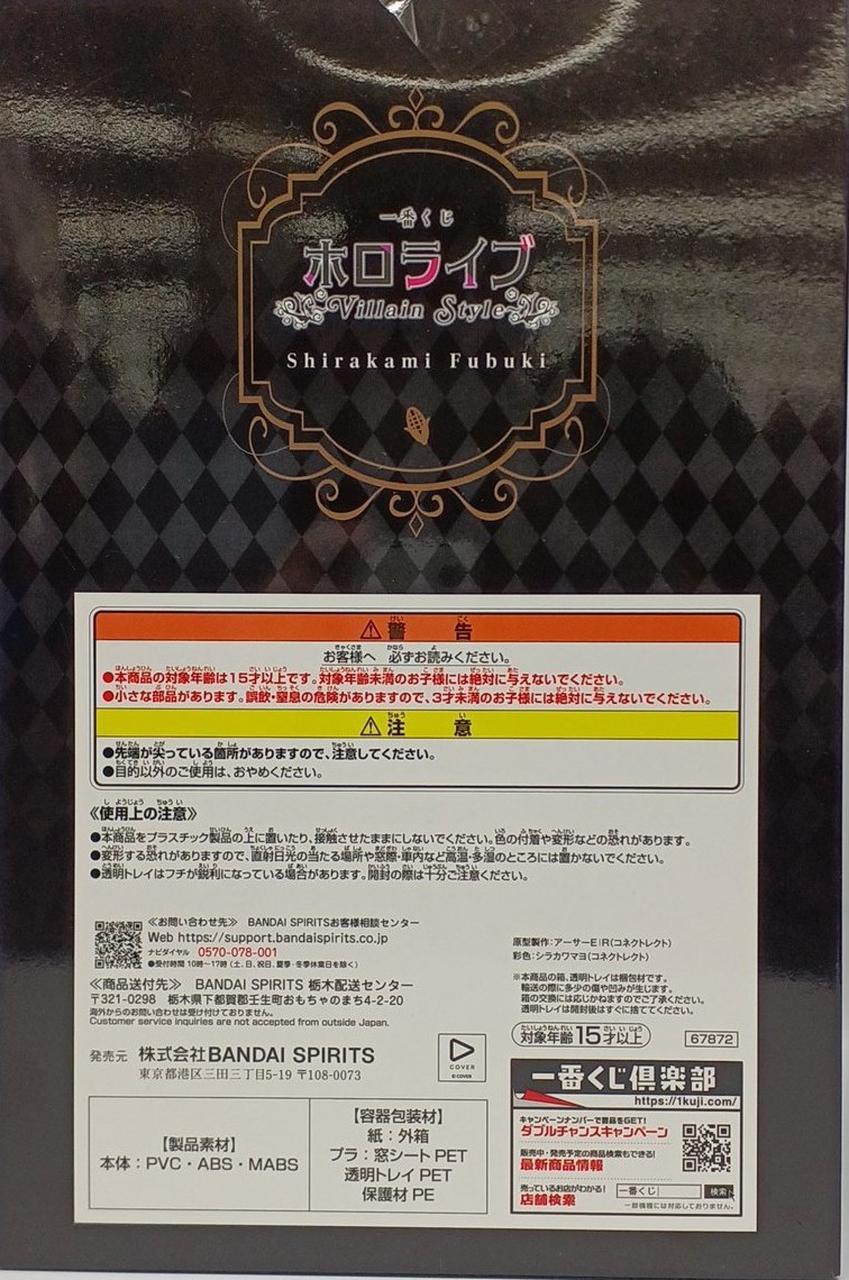 一番くじ
ホロライブ
Villain Style
Shirakami Fubuki
⚠警告
お客様へ 必ずお読みください。
●本商品の対象年齢は15才以上です。対象年齢未満のお子様には絶対に与えないでください。
●小さな部品があります。誤飲・窒息の危険がありますので、3才未満のお子様には絶対に与えないでください。
⚠注意
●先端が尖っている箇所がありますので、注意してください。
●目的以外のご使用は、おやめください。
《使用上の注意》
●本商品をプラスチック製品の上に置いたり、接触させたままにしないでください。色の付着や変形などの恐れがあります。
●変形する恐れがありますので、直射日光の当たる場所や窓際・車内など高温・多湿のところには置かないでください。
●透明トレイはフチが鋭利になっている場合があります。開封の際は十分ご注意ください。
≪お問い合わせ先≫ BANDAI SPIRITSお客様相談センター
Web https://support.bandaispirits.co.jp
ナビダイヤル 0570-078-001
●受付時間 10時〜17時(土、日、祝日、夏季・冬季休業日を除く)
≪商品送付先≫ BANDAI SPIRITS 栃木配送センター
〒321-0298 栃木県下都賀郡壬生町おもちゃのまち4-2-20
海外からのお問い合わせは受け付けておりません。
Customer service inquiries are not accepted from outside Japan.
発売元 株式会社BANDAI SPIRITS
東京都港区三田三丁目5-19 〒108-0073
COVER
© COVER
【製品素材】
本体：PVC・ABS・MABS
【容器包装材】
紙：外箱
プラ：窓シート PET
透明トレイ PET
保護材 PE
原型製作：アーサーE|R(コネクトレクト)
彩色：シラカワマヨ(コネクトレクト)
※本商品の箱、透明トレイは梱包材です。
輸送の際に多少の傷や凹みが生じます。
箱の交換には応じかねますのでご了承ください。
透明トレイは開封後はすぐに捨ててください。
対象年齢15才以上
67872
一番くじ倶楽部
https://1kuji.com/
キャンペーンナンバーで賞品をGET!
ダブルチャンスキャンペーン
販売中・発売予定の商品検索もできる!
最新商品情報
売っているお店がわかる!
店舗検索
一番くじ 検索
一部機種には対応しておりません。